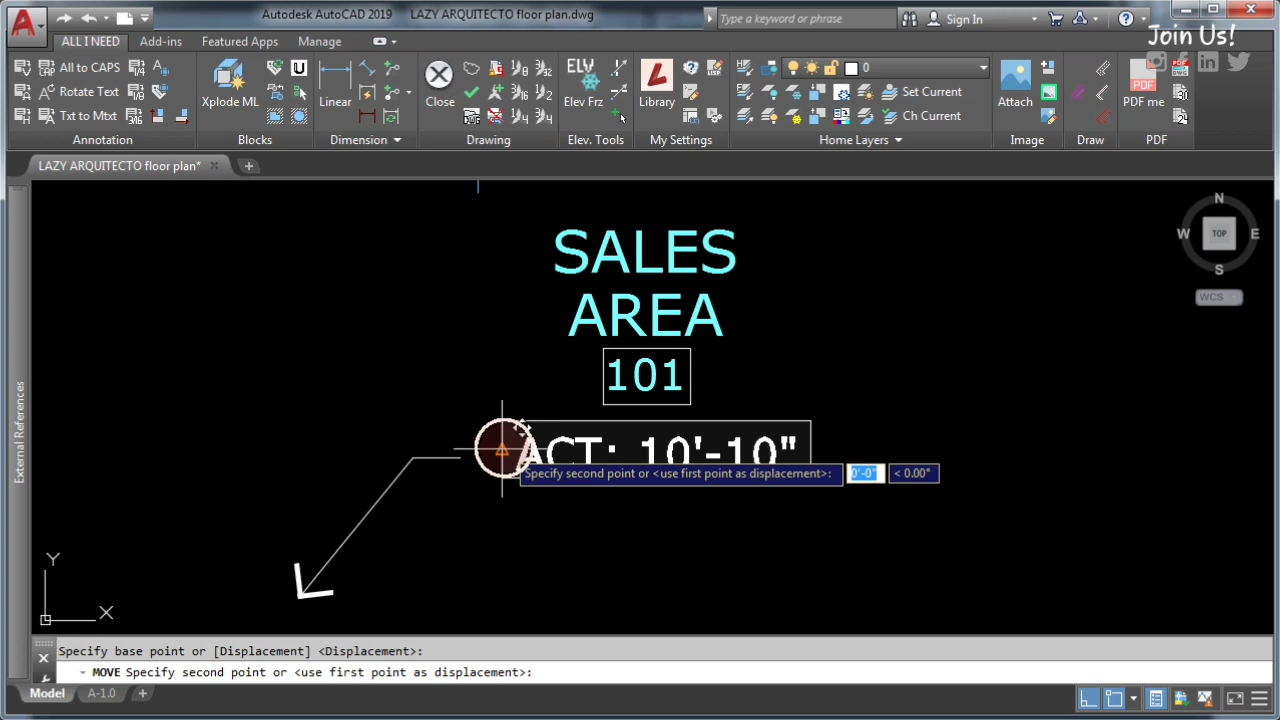 Autodesk AutoCAD 2019 LAZY ARQUITECTO floor plan.dwg
Type a keyword or phrase
Sign In
Join Us!
ALL I NEED Add-ins Featured Apps Manage
All to CAPS
Rotate Text
Txt to Mtxt
Annotation
Xplode ML
Blocks
Linear
Dimension
Close
Drawing
ELV
Elev Frz
Elev. Tools
Library
My Settings
0
Set Current
Ch Current
Home Layers
Attach
Image
Draw
PDF
PDF me
PDF
LAZY ARQUITECTO floor plan*
External References
N
W TOP E
S
WCS
SALES
AREA
101
ACT: 10'-10"
Specify second point or <use first point as displacement>: 0'-0" < 0.00°
Y
X
Specify base point or [Displacement] <Displacement>:
MOVE Specify second point or <use first point as displacement>:
Model A-1.0